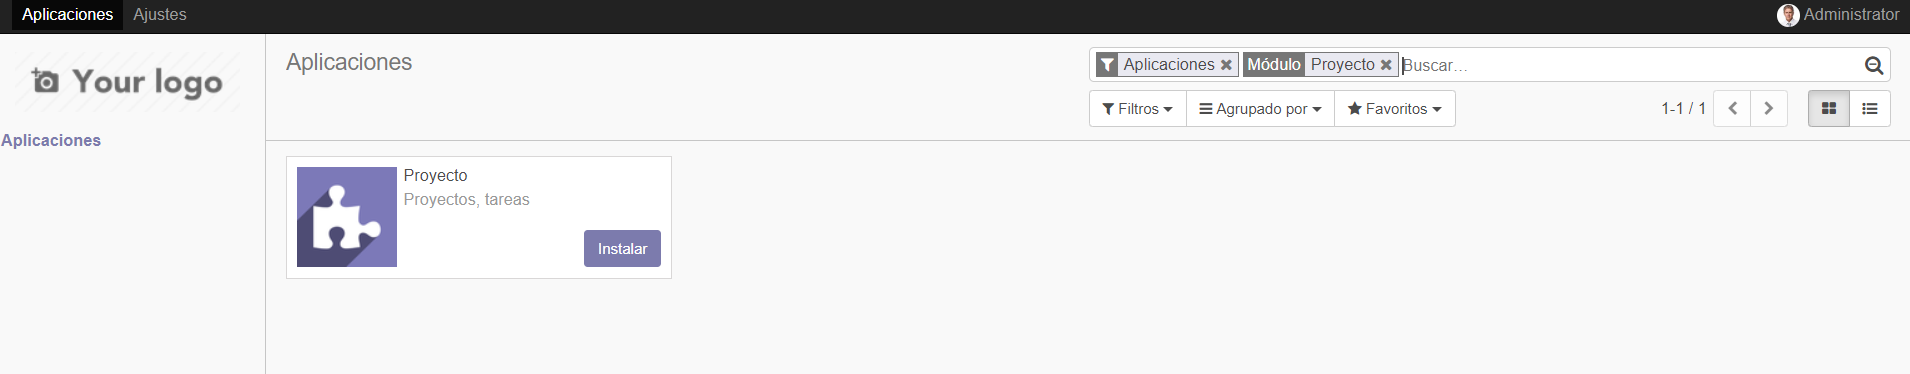 Aplicaciones Ajustes Administrator
Your logo
Aplicaciones
Aplicaciones
Aplicaciones Módulo Proyecto Buscar...
Filtros Agrupado por Favoritos 1-1 / 1
Proyecto
Proyectos, tareas
Instalar